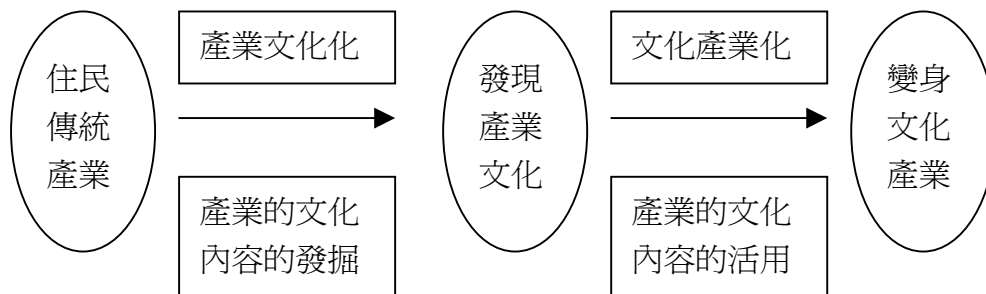 住民
傳統
產業
產業文化化
產業的文化
內容的發掘
發現
產業
文化
文化產業化
產業的文化
內容的活用
變身
文化
產業